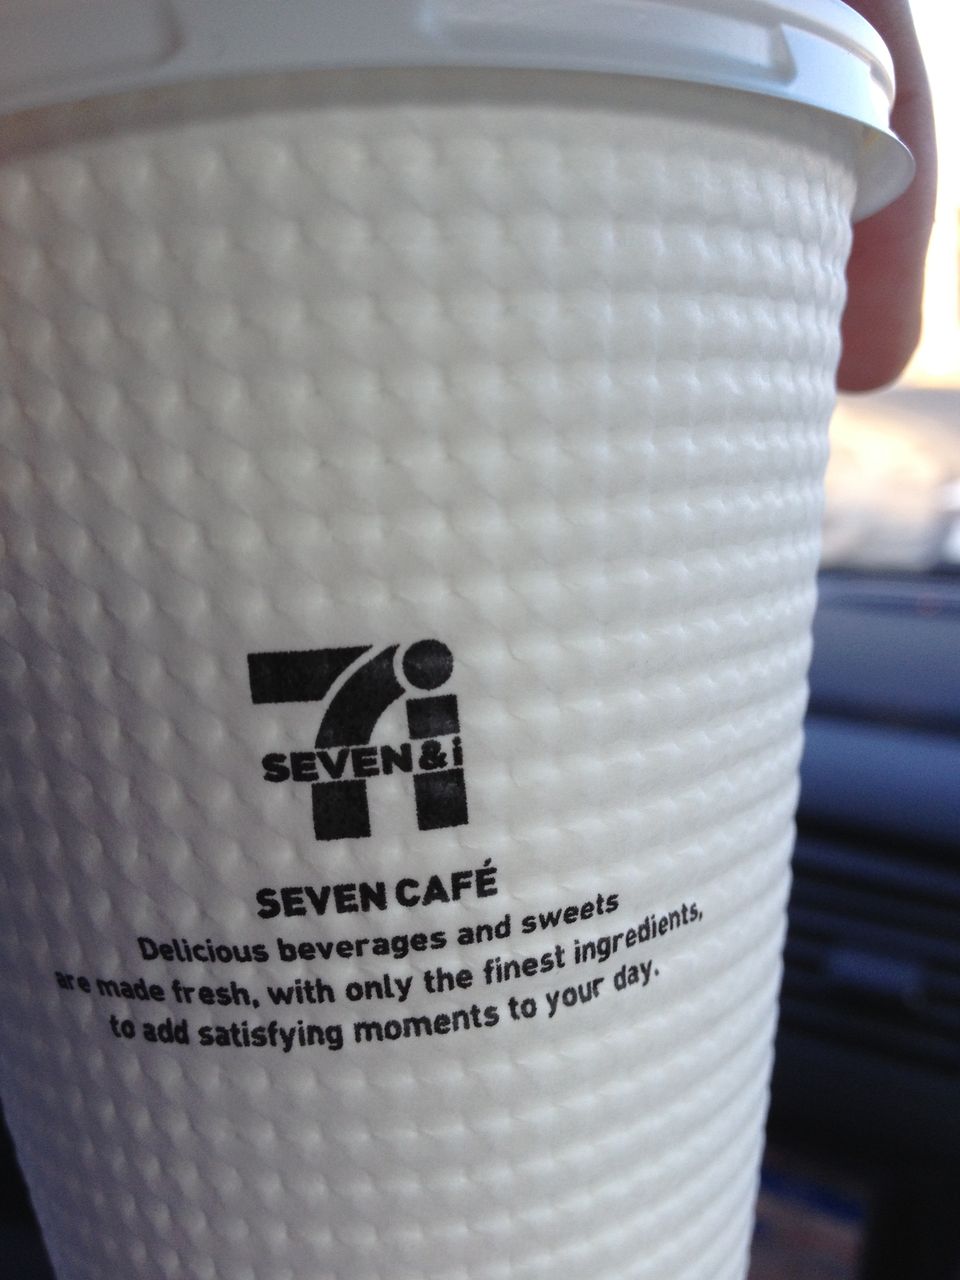 SEVEN & i
SEVEN CAFÉ
Delicious beverages and sweets
are made fresh, with only the finest ingredients,
to add satisfying moments to your day.